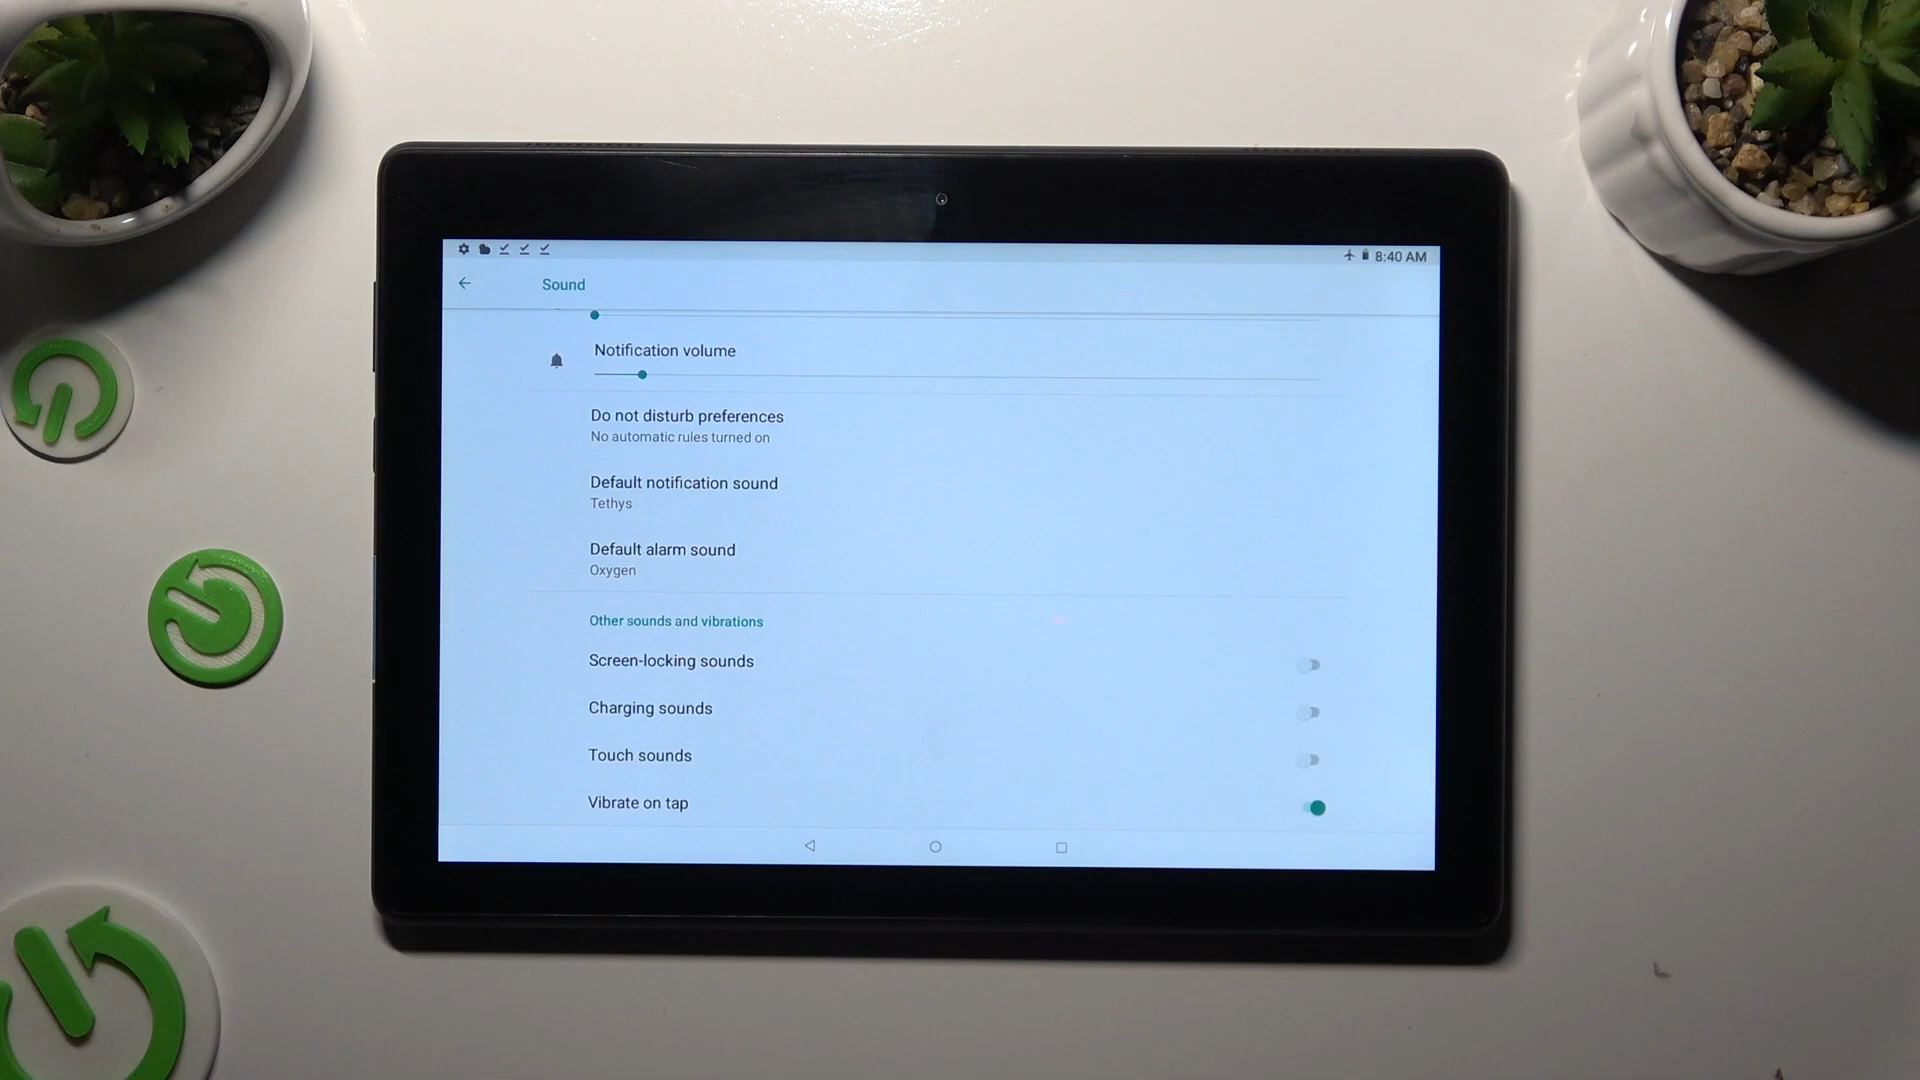 8:40 AM
Sound
Notification volume
Do not disturb preferences
No automatic rules turned on
Default notification sound
Tethys
Default alarm sound
Oxygen
Other sounds and vibrations
Screen-locking sounds
Charging sounds
Touch sounds
Vibrate on tap